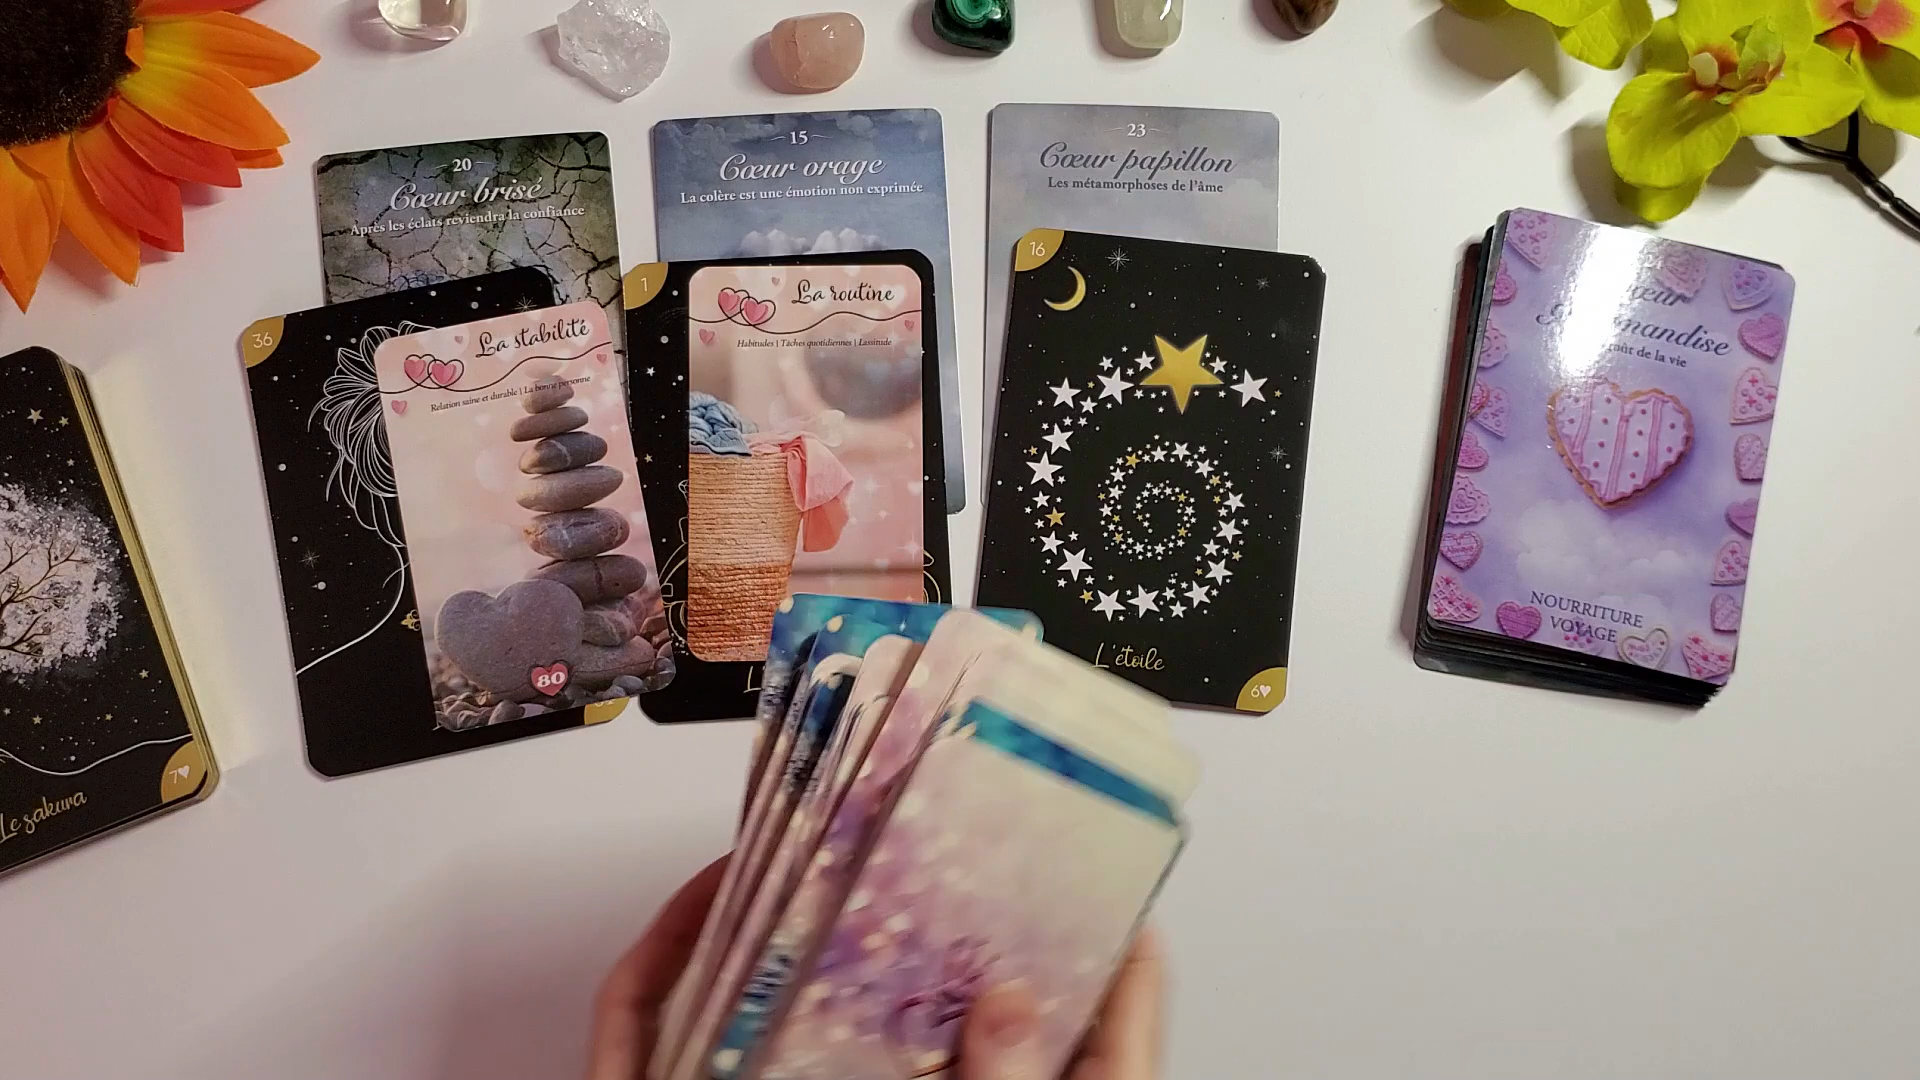 20
Cœur brisé
Après les éclats reviendra la confiance
15
Cœur orage
La colère est une émotion non exprimée
23
Cœur papillon
Les métamorphoses de l'âme
36
La stabilité
Relation saine et durable | La bonne personne
80
1
La routine
Habitudes | Tâches quotidiennes | Lassitude
16
L'étoile
6♥
de la vie
NOURRITURE
VOYAGE
7♥
Le sakura